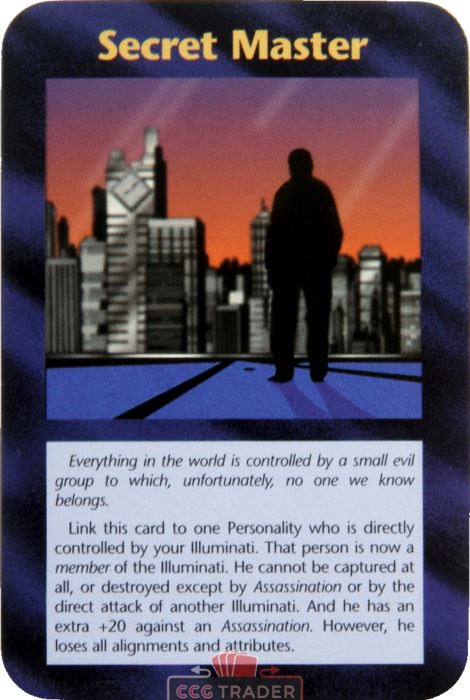 Secret Master
Everything in the world is controlled by a small evil
group to which, unfortunately, no one we know
belongs.
Link this card to one Personality who is directly
controlled by your Illuminati. That person is now a
member of the Illuminati. He cannot be captured at
all, or destroyed except by Assassination or by the
direct attack of another Illuminati. And he has an
extra +20 against an Assassination. However, he
loses all alignments and attributes.
CCG TRADER